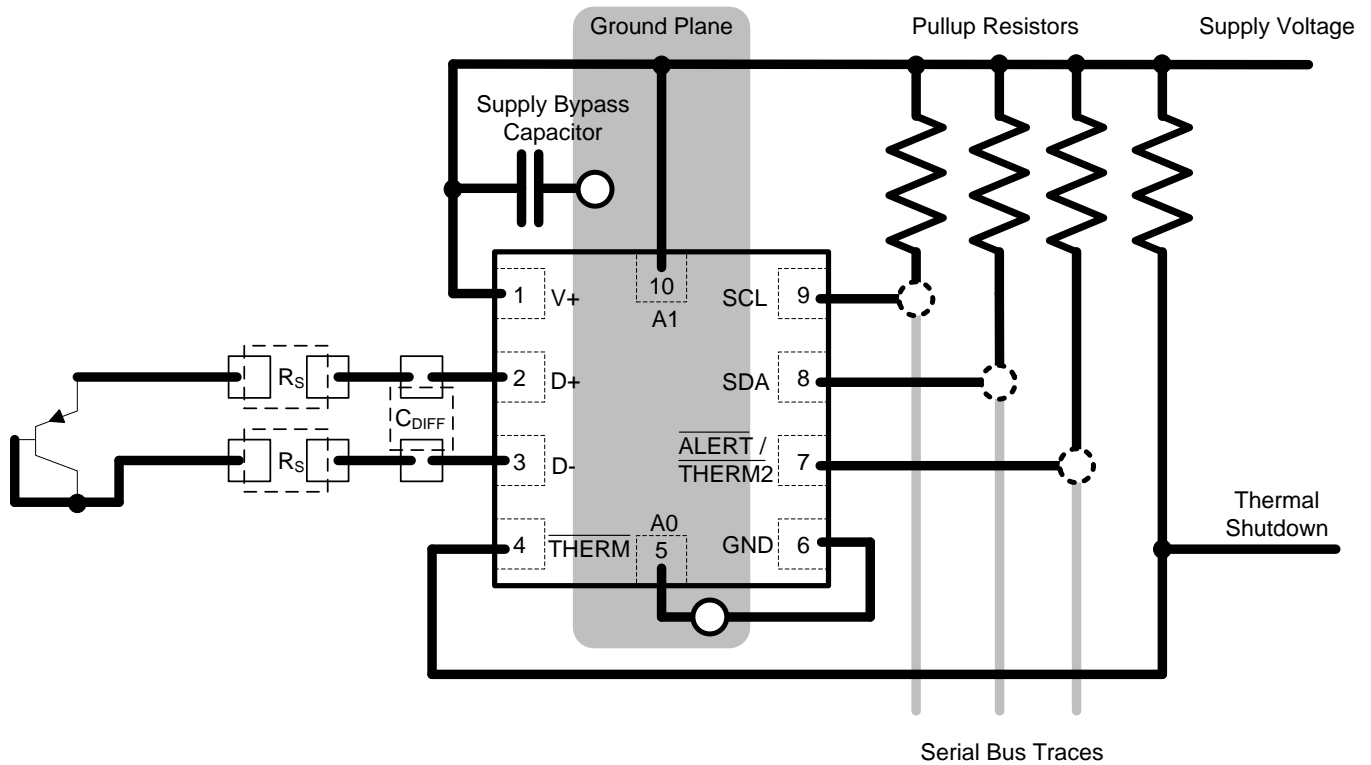 Ground Plane
Pullup Resistors
Supply Voltage
Supply Bypass
Capacitor
1
V+
10
A1
SCL
9
2
D+
SDA
8
RS
CDIFF
RS
3
D-
ALERT /
THERM2
7
4
THERM
A0
5
GND
6
Thermal
Shutdown
Serial Bus Traces